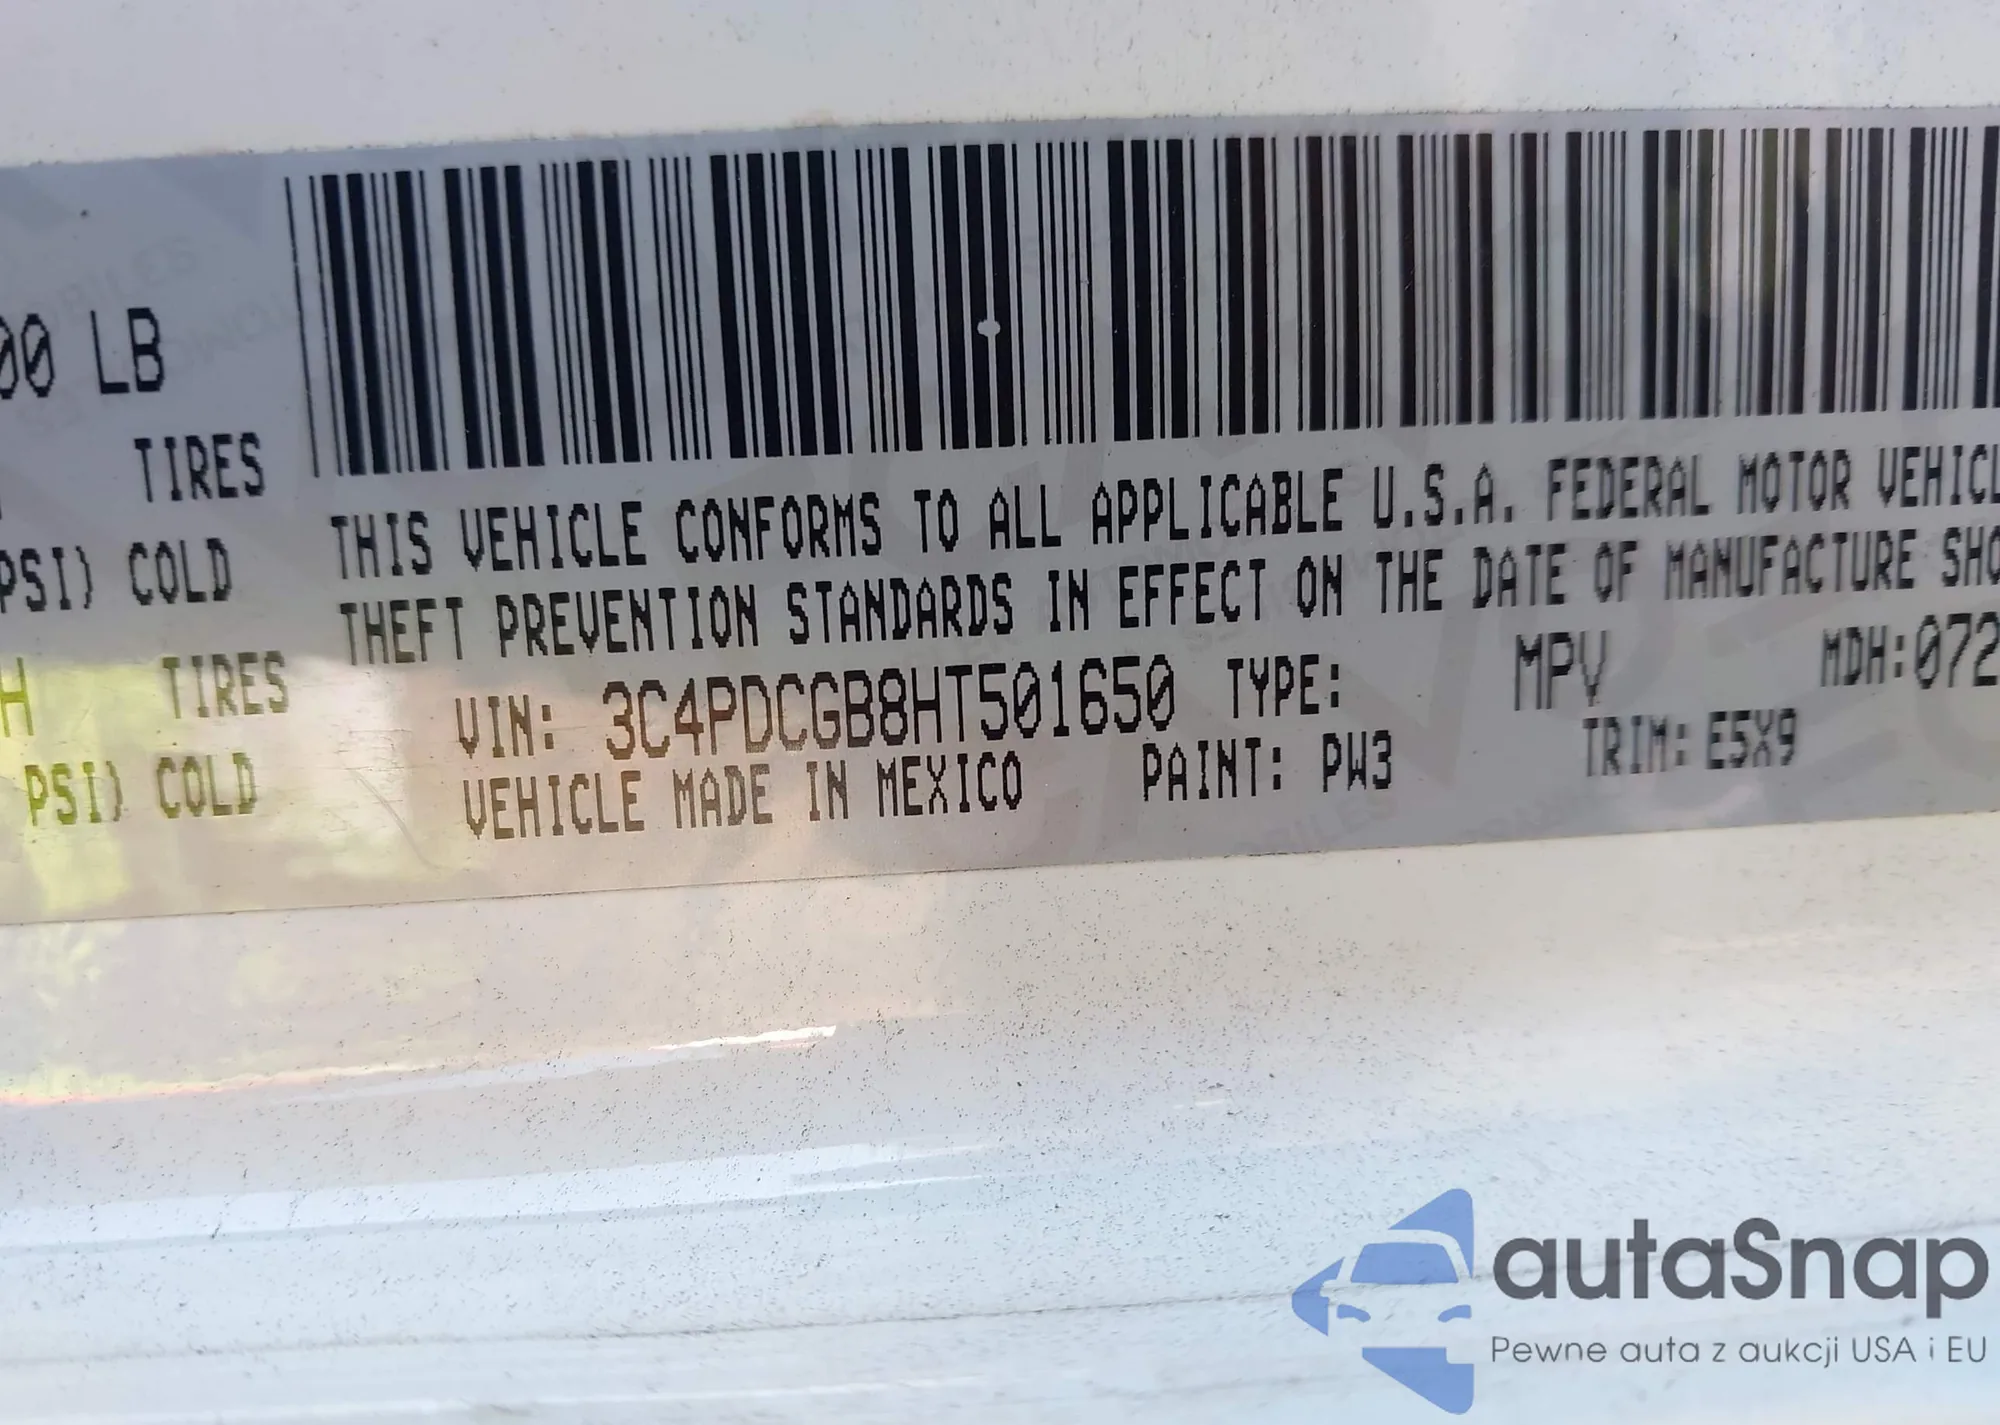 00 LB
TIRES
PSI) COLD
H TIRES
PSI) COLD
THIS VEHICLE CONFORMS TO ALL APPLICABLE U.S.A. FEDERAL MOTOR VEHICL
THEFT PREVENTION STANDARDS IN EFFECT ON THE DATE OF MANUFACTURE SHO
VIN: 3C4PDCGB8HT501650 TYPE: MPV MDH:072
VEHICLE MADE IN MEXICO PAINT: PW3 TRIM: E5X9
autaSnap
Pewne auta z aukcji USA i EU